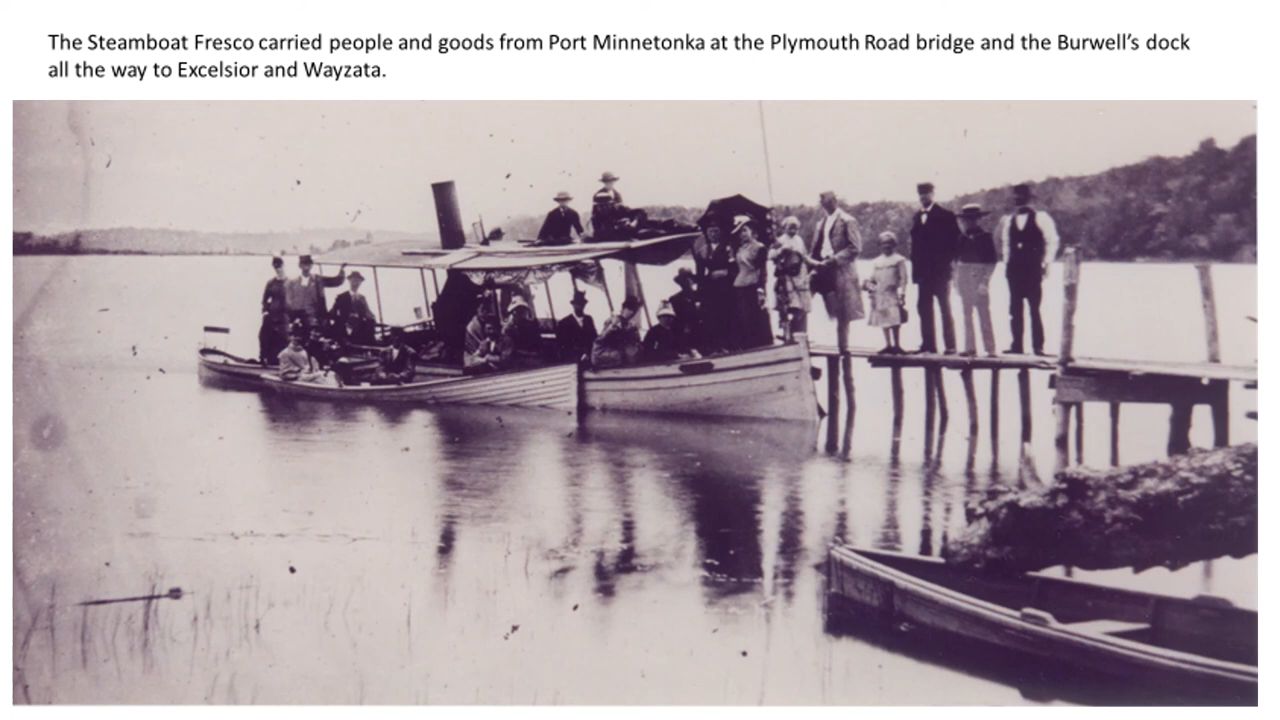 The Steamboat Fresco carried people and goods from Port Minnetonka at the Plymouth Road bridge and the Burwell’s dock
all the way to Excelsior and Wayzata.